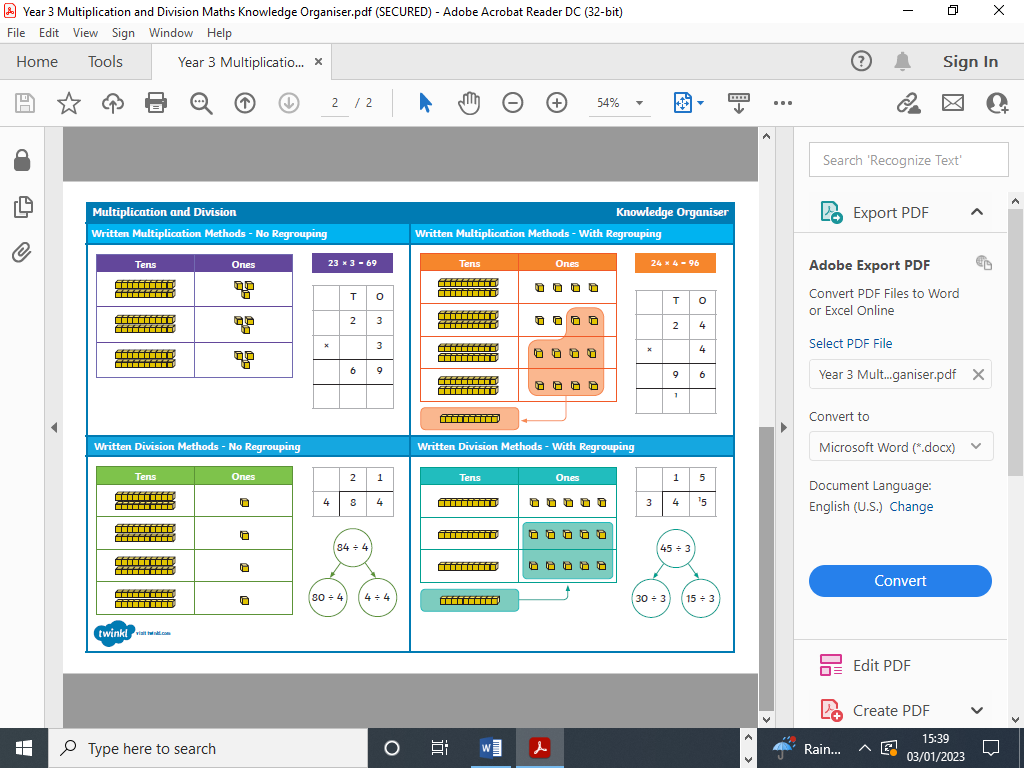 Year 3 Multiplication and Division Maths Knowledge Organiser.pdf (SECURED) - Adobe Acrobat Reader DC (32-bit)
File Edit View Sign Window Help
Home Tools Year 3 Multiplicatio... × Sign In
2 / 2 54%
Search 'Recognize Text'
Export PDF
Adobe Export PDF
Convert PDF Files to Word
or Excel Online
Select PDF File
Year 3 Mult...ganiser.pdf
Convert to
Microsoft Word (*.docx)
Document Language:
English (U.S.) Change
Convert
Edit PDF
Create PDF
Multiplication and Division Knowledge Organiser
Written Multiplication Methods - No Regrouping
Tens Ones
23 × 3 = 69
T O
2 3
× 3
6 9
Written Multiplication Methods - With Regrouping
Tens Ones
24 × 4 = 96
T O
2 4
× 4
9 6
1
Written Division Methods - No Regrouping
Tens Ones
2 1
4 8 4
84 ÷ 4
80 ÷ 4 4 ÷ 4
twinkl visit twinkl.com
Written Division Methods - With Regrouping
Tens Ones
1 5
3 4 ¹5
45 ÷ 3
30 ÷ 3 15 ÷ 3
Type here to search
Rain...
15:39
03/01/2023